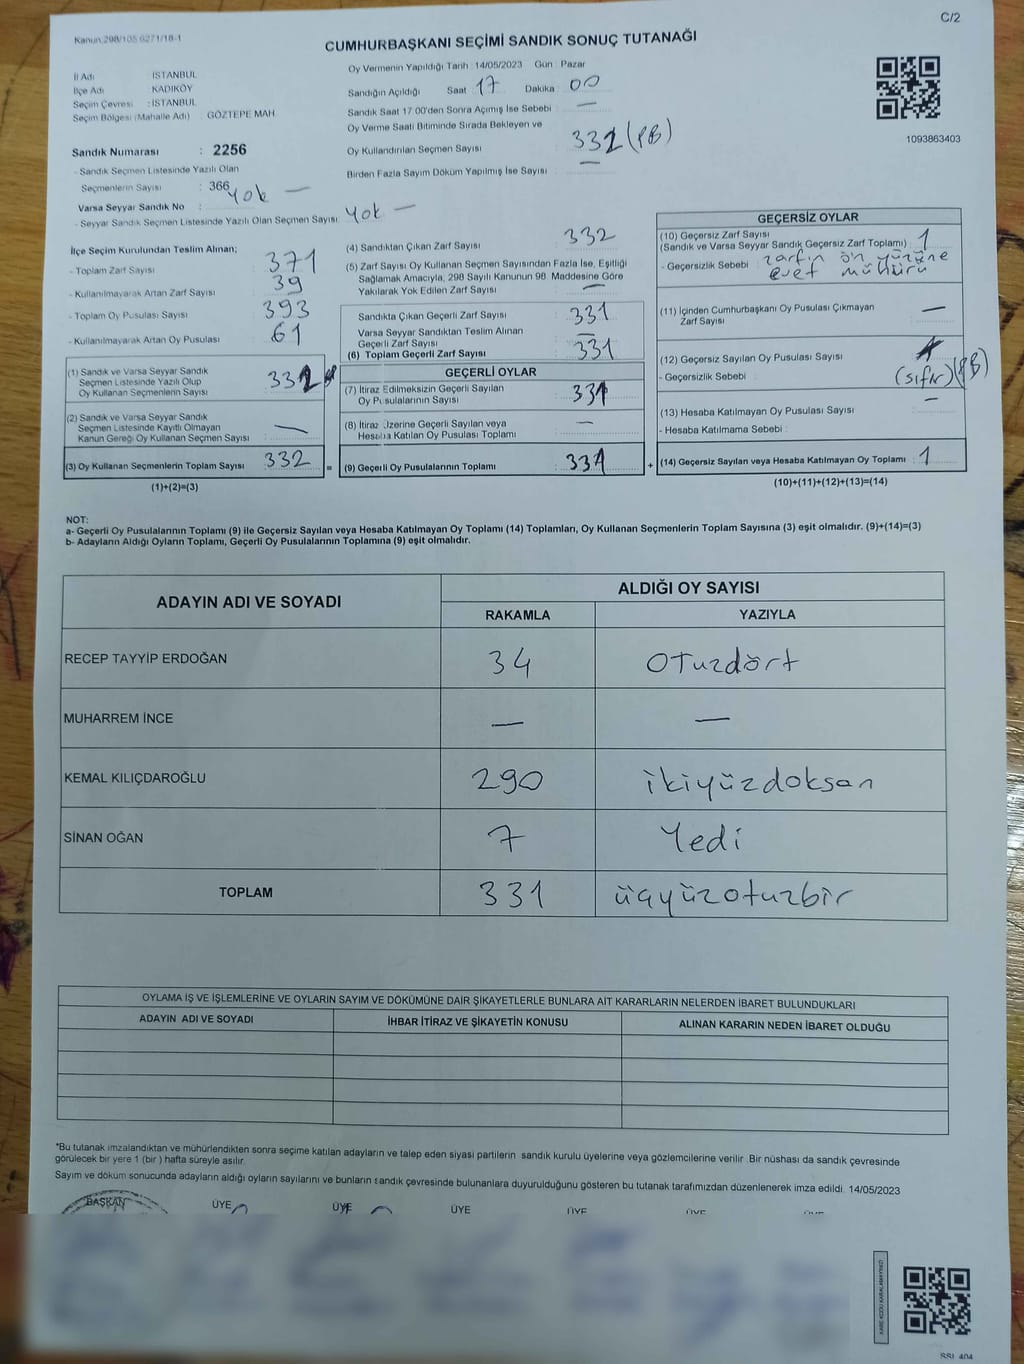 C/2
Kanun 298/105 6271/18-1
CUMHURBAŞKANI SEÇİMİ SANDIK SONUÇ TUTANAĞI
İl Adı : İSTANBUL
İlçe Adı KADIKÖY
Seçim Çevresi : İSTANBUL
Seçim Bölgesi (Mahalle Adı) : GÖZTEPE MAH.
Oy Vermenin Yapıldığı Tarih : 14/05/2023 Gün : Pazar
Sandığın Açıldığı Saat 17 Dakika 00
Sandık Saat 17.00'den Sonra Açımış İse Sebebi —
Oy Verme Saati Bitiminde Sırada Bekleyen ve
Oy Kullandırılan Seçmen Sayısı 332 (PB)
Birden Fazla Sayım Döküm Yapılmış İse Sayısı —
1093863403
Sandık Numarası : 2256
- Sandık Seçmen Listesinde Yazılı Olan
Seçmenlerin Sayısı : 366
Varsa Seyyar Sandık No : Yok —
- Seyyar Sandık Seçmen Listesinde Yazılı Olan Seçmen Sayısı Yok —
İlçe Seçim Kurulundan Teslim Alınan;
- Toplam Zarf Sayısı 371
- Kullanılmayarak Artan Zarf Sayısı 39
- Toplam Oy Pusulası Sayısı 393
- Kullanılmayarak Artan Oy Pusulası 61
(1) Sandık ve Varsa Seyyar Sandık
Seçmen Listesinde Yazılı Olup
Oy Kullanan Seçmenlerin Sayısı 332
(2) Sandık ve Varsa Seyyar Sandık
Seçmen Listesinde Kayıtlı Olmayan
Kanun Gereği Oy Kullanan Seçmen Sayısı —
(3) Oy Kullanan Seçmenlerin Toplam Sayısı 332 =
(1)+(2)=(3)
(4) Sandıktan Çıkan Zarf Sayısı 332
(5) Zarf Sayısı Oy Kullanan Seçmen Sayısından Fazla İse, Eşitliği
Sağlamak Amacıyla, 298 Sayılı Kanunun 98. Maddesine Göre
Yakılarak Yok Edilen Zarf Sayısı —
Sandıkta Çıkan Geçerli Zarf Sayısı 331
Varsa Seyyar Sandıktan Teslim Alınan
Geçerli Zarf Sayısı —
(6) Toplam Geçerli Zarf Sayısı 331
GEÇERLİ OYLAR
(7) İtiraz Edilmeksizin Geçerli Sayılan
Oy Pusulalarının Sayısı 331
(8) İtiraz Üzerine Geçerli Sayılan veya
Hesaba Katılan Oy Pusulası Toplamı —
(9) Geçerli Oy Pusulalarının Toplamı 331 +
GEÇERSİZ OYLAR
(10) Geçersiz Zarf Sayısı
(Sandık ve Varsa Seyyar Sandık Geçersiz Zarf Toplamı) : 1
- Geçersizlik Sebebi : zarfın ön yüzüne
evet mühürü
(11) İçinden Cumhurbaşkanı Oy Pusulası Çıkmayan
Zarf Sayısı —
(12) Geçersiz Sayılan Oy Pusulası Sayısı
- Geçersizlik Sebebi (sıfır) (PB)
(13) Hesaba Katılmayan Oy Pusulası Sayısı —
- Hesaba Katılmama Sebebi :
(14) Geçersiz Sayılan veya Hesaba Katılmayan Oy Toplamı : 1
(10)+(11)+(12)+(13)=(14)
NOT:
a- Geçerli Oy Pusulalarının Toplamı (9) ile Geçersiz Sayılan veya Hesaba Katılmayan Oy Toplamı (14) Toplamları, Oy Kullanan Seçmenlerin Toplam Sayısına (3) eşit olmalıdır. (9)+(14)=(3)
b- Adayların Aldığı Oyların Toplamı, Geçerli Oy Pusulalarının Toplamına (9) eşit olmalıdır.
ADAYIN ADI VE SOYADI
ALDIĞI OY SAYISI
RAKAMLA YAZIYLA
RECEP TAYYİP ERDOĞAN 34 Otuzdört
MUHARREM İNCE — —
KEMAL KILIÇDAROĞLU 290 ikiyüzdoksan
SİNAN OĞAN 7 Yedi
TOPLAM 331 üçyüzotuzbir
OYLAMA İŞ VE İŞLEMLERİNE VE OYLARIN SAYIM VE DÖKÜMÜNE DAİR ŞİKAYETLERLE BUNLARA AİT KARARLARIN NELERDEN İBARET BULUNDUKLARI
ADAYIN ADI VE SOYADI İHBAR İTİRAZ VE ŞİKAYETİN KONUSU ALINAN KARARIN NEDEN İBARET OLDUĞU
*Bu tutanak imzalandıktan ve mühürlendikten sonra seçime katılan adayların ve talep eden siyasi partilerin sandık kurulu üyelerine veya gözlemcilerine verilir. Bir nüshası da sandık çevresinde
görülecek bir yere 1 (bir) hafta süreyle asılır.
Sayım ve döküm sonucunda adayların aldığı oyların sayılarını ve bunların sandık çevresinde bulunanlara duyurulduğunu gösteren bu tutanak tarafımızdan düzenlenerek imza edildi. 14/05/2023
BAŞKAN ÜYE ÜYE ÜYE ÜYE ÜYE